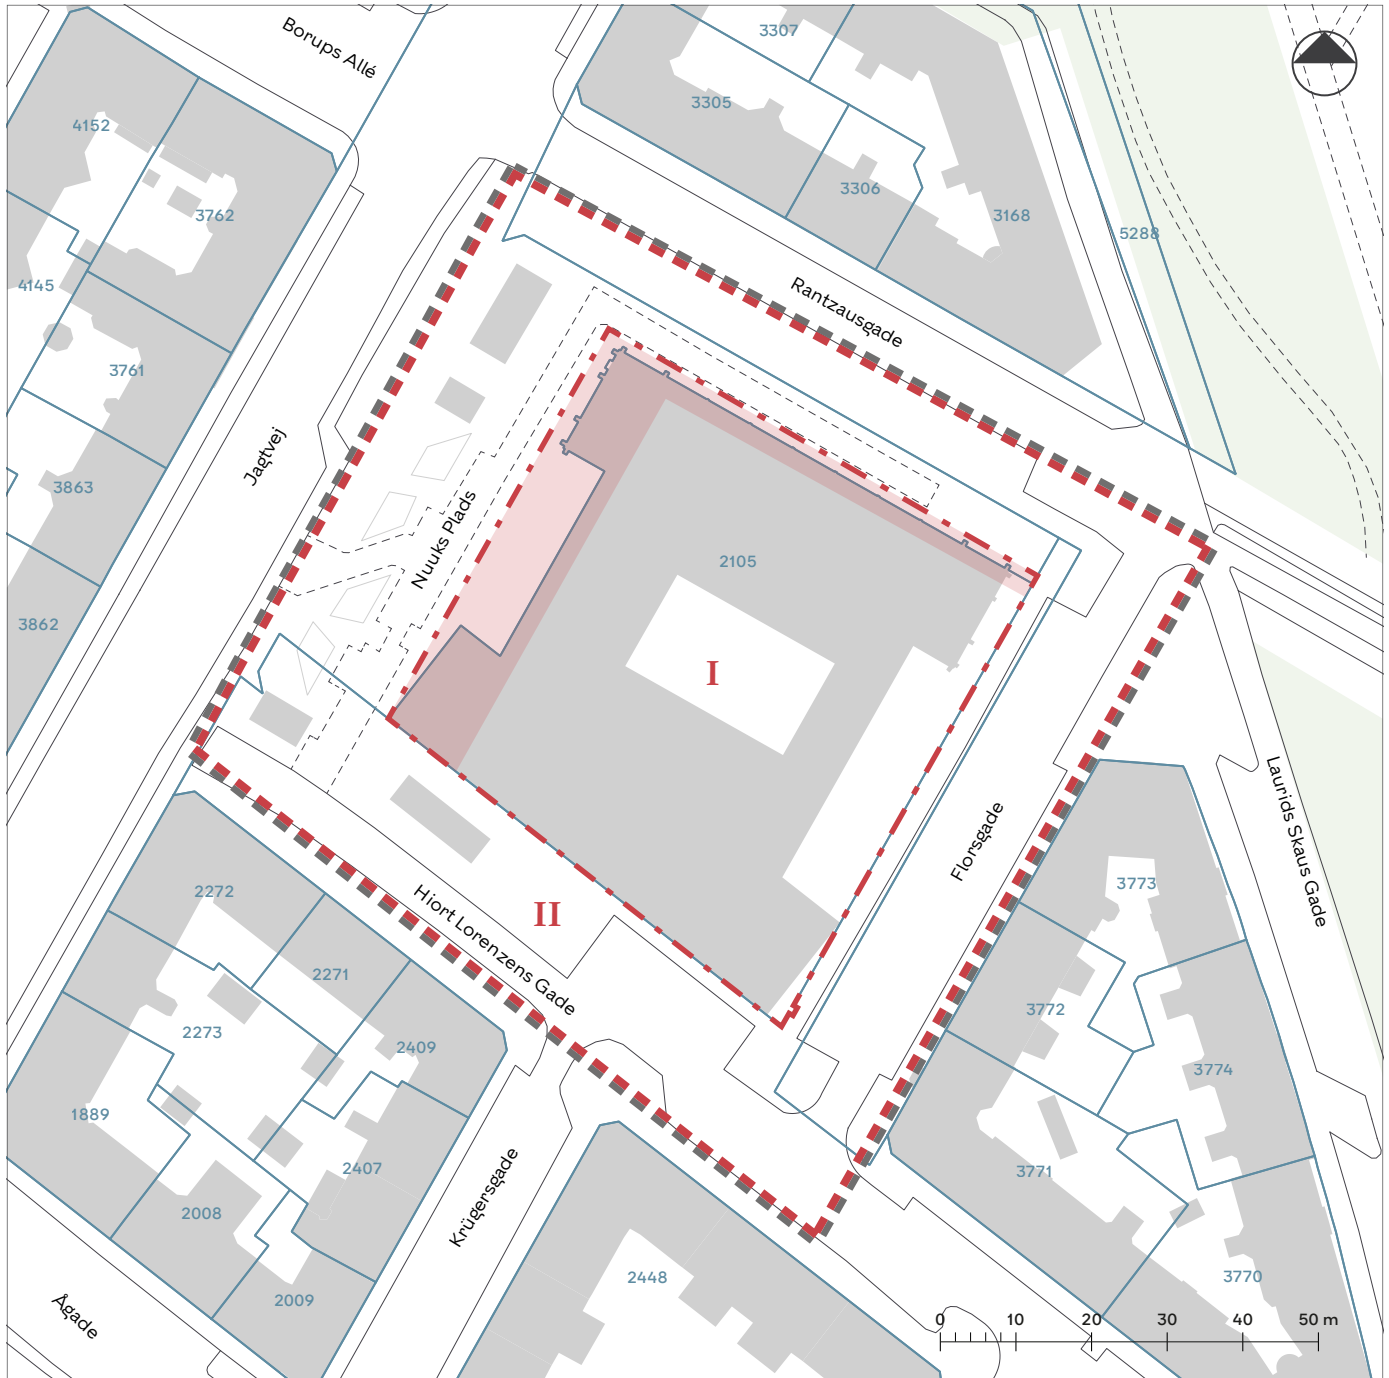 Borups Allé
3307
3305
4152
3306
3762
3168
5288
4145
Rantzausgade
3761
Jagtvej
3863
Nuuks Plads
2105
3862
I
Laurids Skaus Gade
Florsgade
3773
2272
II
Hiort Lorenzens Gade
2271
3772
2273
2409
3774
1889
2407
3771
Krügersgade
2008
2448
3770
2009
Ågade
0 10 20 30 40 50 m